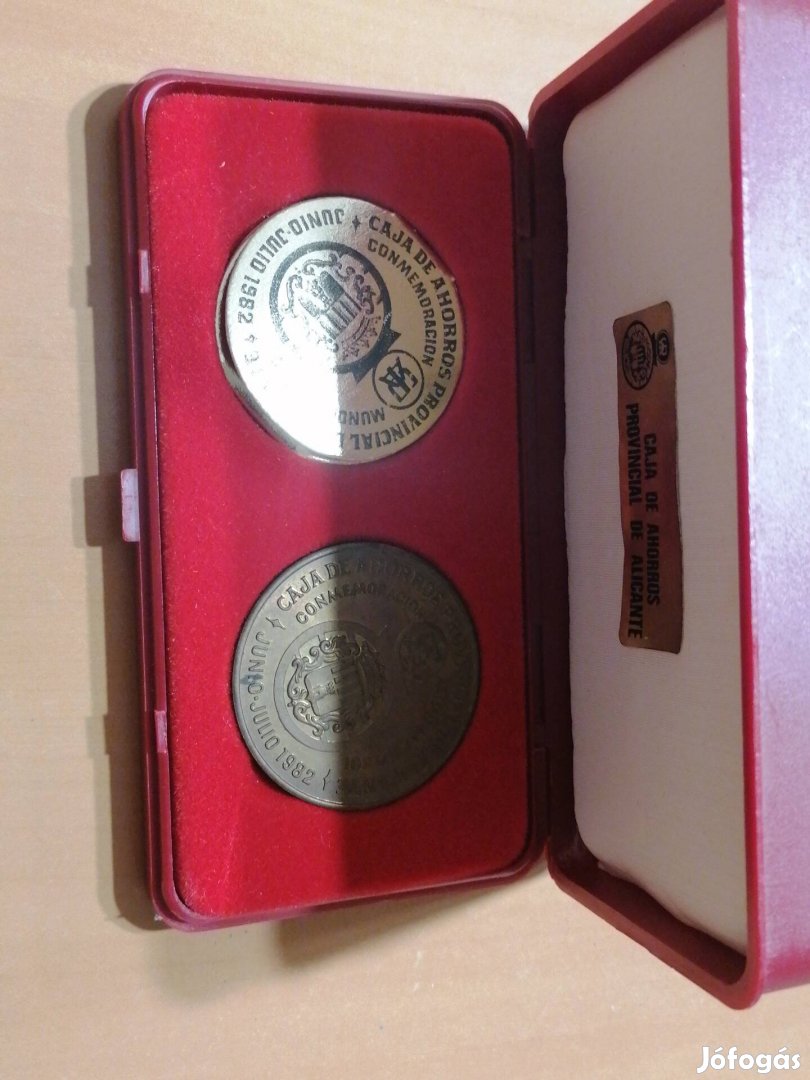 CAJA DE AHORROS PROVINCIAL
CONMEMORACION
JUNIO-JULIO 1982
CAJA DE AHORROS
CONMEMORACION
JUNIO-JULIO 1982
CAJA DE AHORROS
PROVINCIAL DE ALICANTE
Jófogás